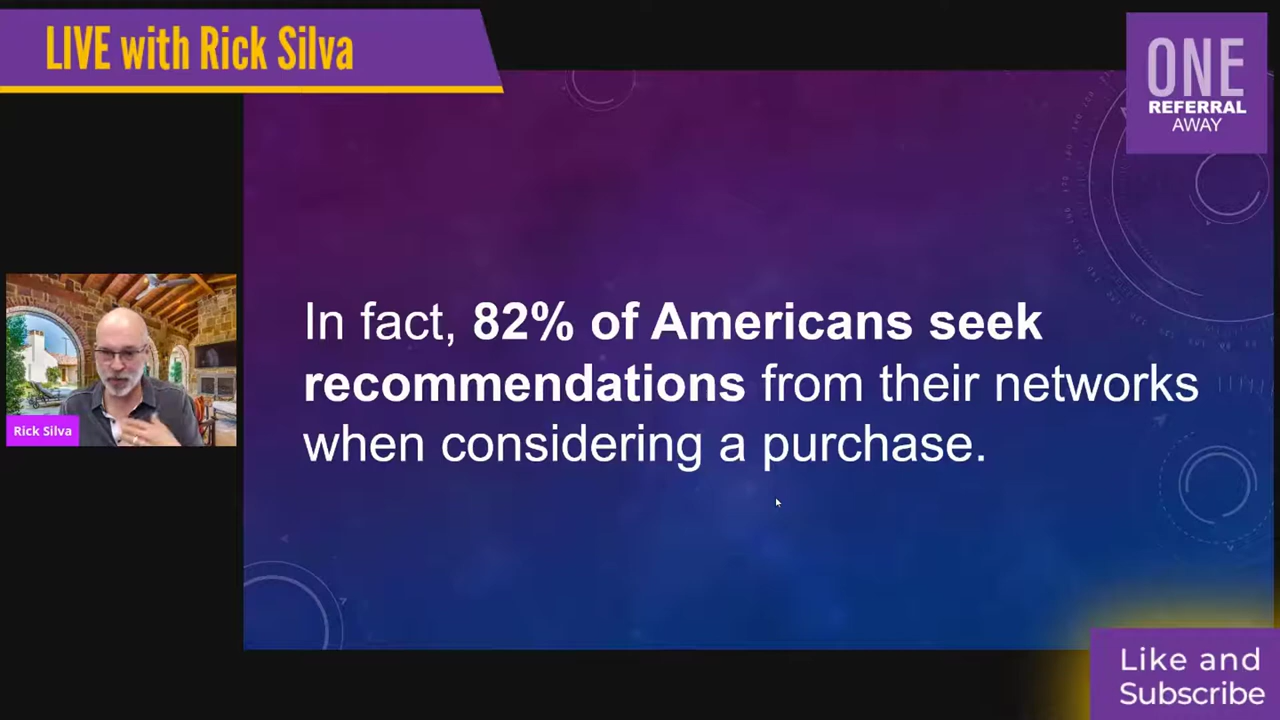 LIVE with Rick Silva
ONE
REFERRAL
AWAY
In fact, 82% of Americans seek
recommendations from their networks
when considering a purchase.
Rick Silva
Like and
Subscribe